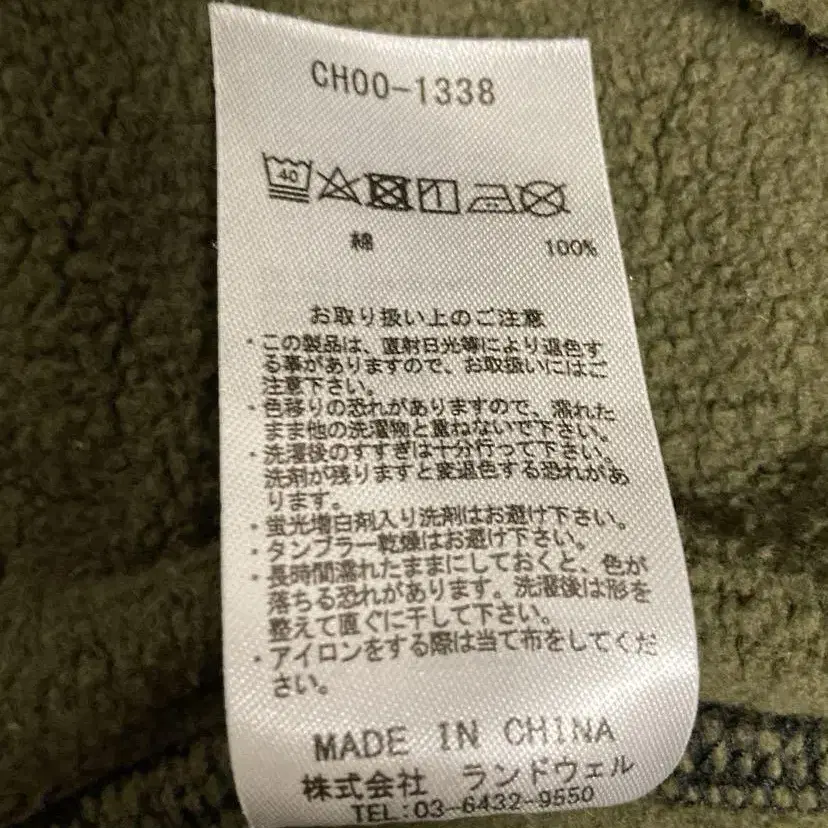 CH00-1338
40
綿 100%
お取り扱い上のご注意
・この製品は、直射日光等により退色す
る事がありますので、お取扱いにはご
注意下さい。
・色移りの恐れがありますので、濡れた
まま他の洗濯物と重ねないで下さい。
・洗濯後のすすぎは十分行って下さい。
洗剤が残りますと変退色する恐れがあ
ります。
・蛍光増白剤入り洗剤はお避け下さい。
・タンブラー乾燥はお避け下さい。
・長時間濡れたままにしておくと、色が
落ちる恐れがあります。洗濯後は形を
整えて直ぐに干して下さい。
・アイロンをする際は当て布をしてくだ
さい。
MADE IN CHINA
株式会社 ランドウェル
TEL:03-6432-9550